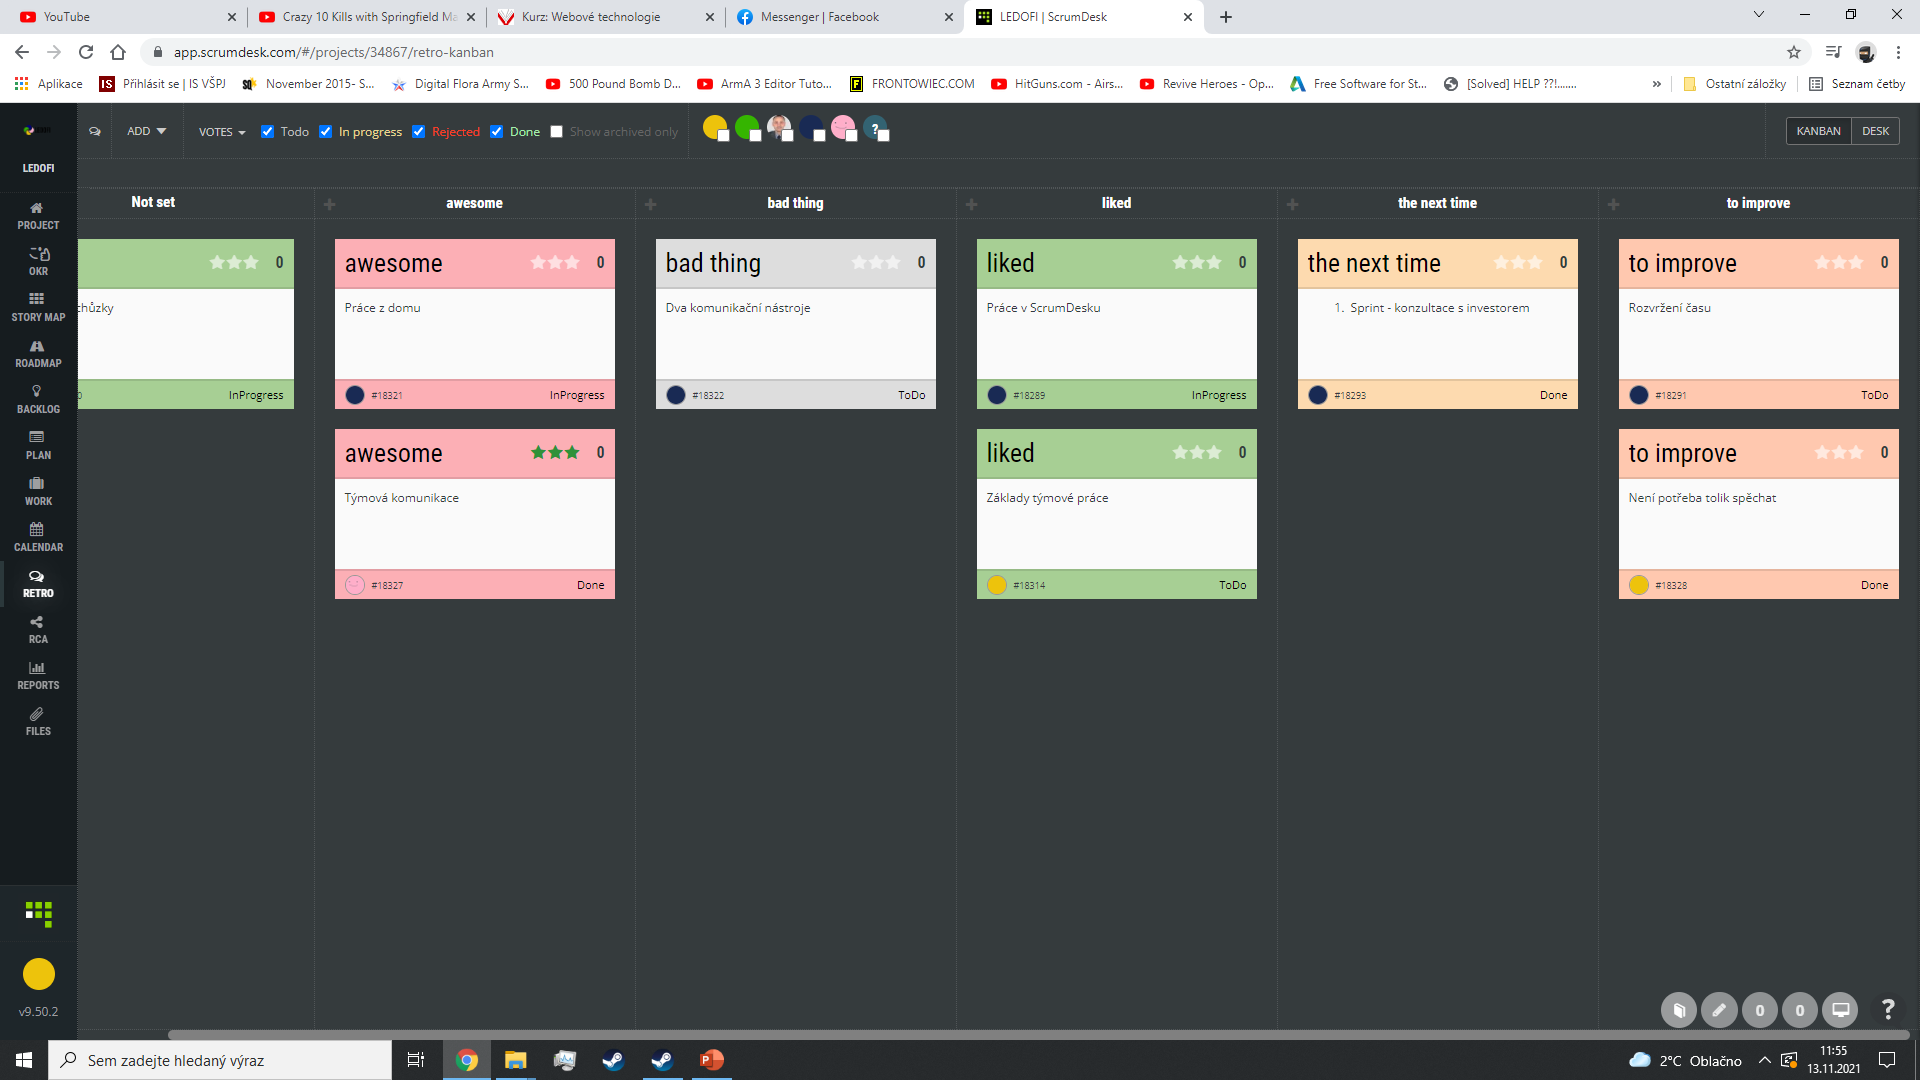 YouTube
Crazy 10 Kills with Springfield Ma
Kurz: Webové technologie
Messenger | Facebook
LEDOFI | ScrumDesk
app.scrumdesk.com/#/projects/34867/retro-kanban
Aplikace
Přihlásit se | IS VŠPJ
November 2015- S...
Digital Flora Army S...
500 Pound Bomb D...
ArmA 3 Editor Tuto...
FRONTOWIEC.COM
HitGuns.com - Airs...
Revive Heroes - Op...
Free Software for St...
[Solved] HELP ??!.......
»
Ostatní záložky
Seznam četby
LEDOFI
PROJECT
OKR
STORY MAP
ROADMAP
BACKLOG
PLAN
WORK
CALENDAR
RETRO
RCA
REPORTS
FILES
v9.50.2
ADD
VOTES
Todo
In progress
Rejected
Done
Show archived only
?
KANBAN
DESK
Not set
awesome
bad thing
liked
the next time
to improve
0
chůzky
InProgress
awesome 0
Práce z domu
#18321 InProgress
awesome 0
Týmová komunikace
#18327 Done
bad thing 0
Dva komunikační nástroje
#18322 ToDo
liked 0
Práce v ScrumDesku
#18289 InProgress
liked 0
Základy týmové práce
#18314 ToDo
the next time 0
1. Sprint - konzultace s investorem
#18293 Done
to improve 0
Rozvržení času
#18291 ToDo
to improve 0
Není potřeba tolik spěchat
#18328 Done
0
0
?
Sem zadejte hledaný výraz
2°C Oblačno
11:55
13.11.2021